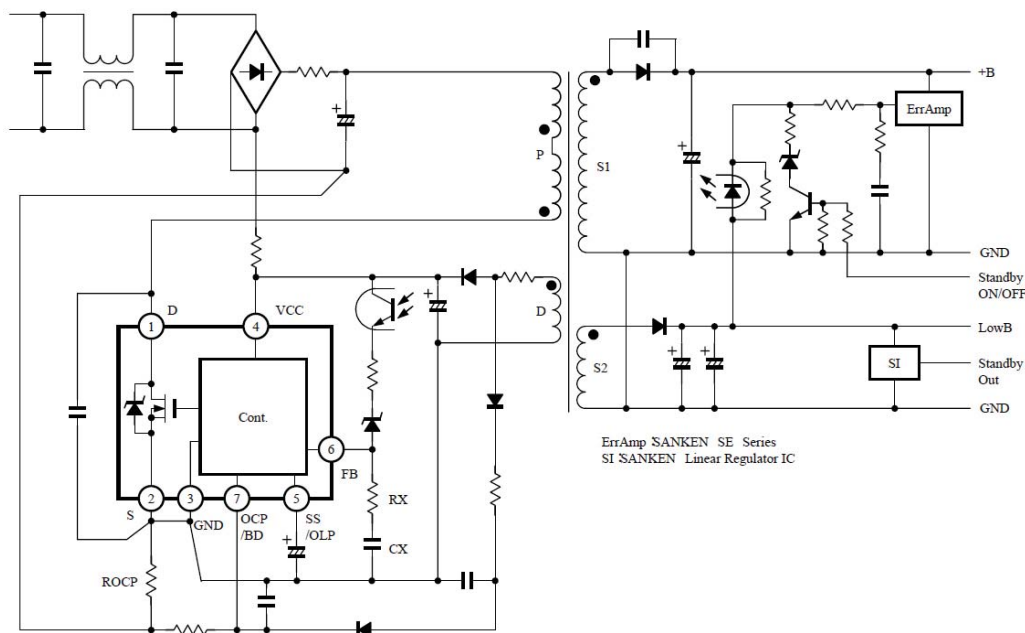 +B
ErrAmp
P
S1
GND
Standby
ON/OFF
D
VCC
D
LowB
1
4
S2
SI
Standby
Out
Cont.
GND
6
FB
ErrAmp:SANKEN SE Series
SI:SANKEN Linear Regulator IC
2
3
7
5
RX
S
GND
OCP
/BD
SS
/OLP
CX
ROCP